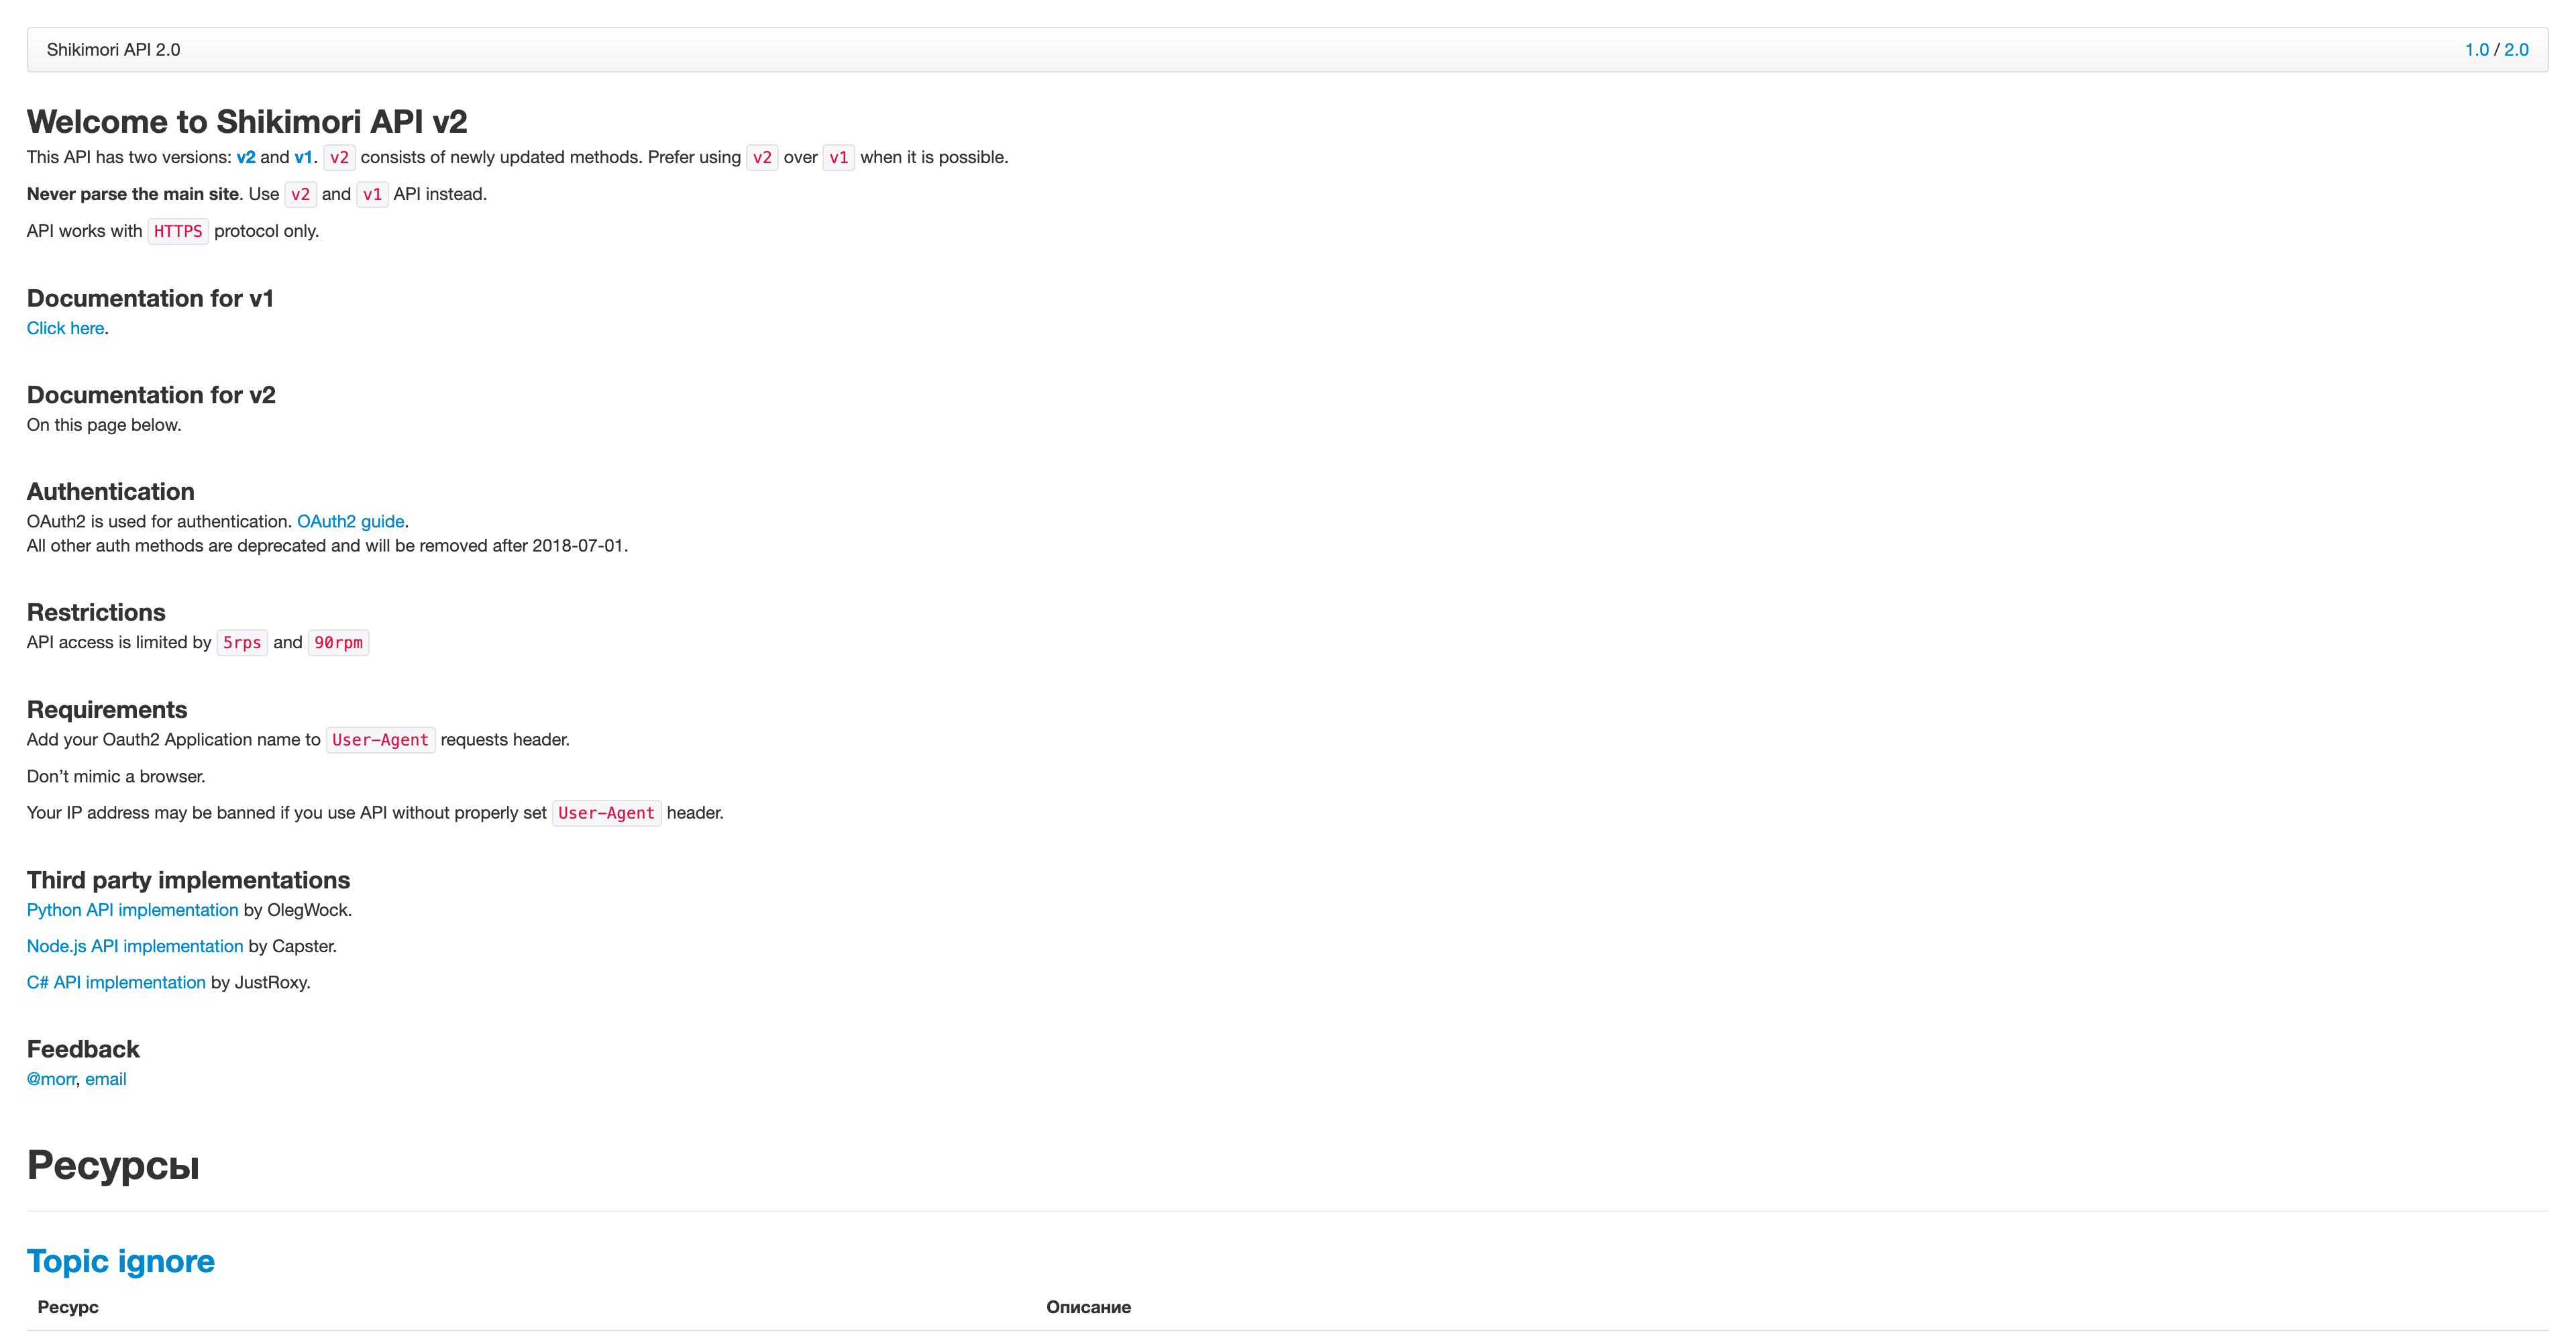 Shikimori API 2.0
1.0 / 2.0
Welcome to Shikimori API v2
This API has two versions: v2 and v1. v2 consists of newly updated methods. Prefer using v2 over v1 when it is possible.
Never parse the main site. Use v2 and v1 API instead.
API works with HTTPS protocol only.
Documentation for v1
Click here.
Documentation for v2
On this page below.
Authentication
OAuth2 is used for authentication. OAuth2 guide.
All other auth methods are deprecated and will be removed after 2018-07-01.
Restrictions
API access is limited by 5rps and 90rpm
Requirements
Add your Oauth2 Application name to User-Agent requests header.
Don’t mimic a browser.
Your IP address may be banned if you use API without properly set User-Agent header.
Third party implementations
Python API implementation by OlegWock.
Node.js API implementation by Capster.
C# API implementation by JustRoxy.
Feedback
@morr, email
Ресурсы
Topic ignore
Ресурс Описание